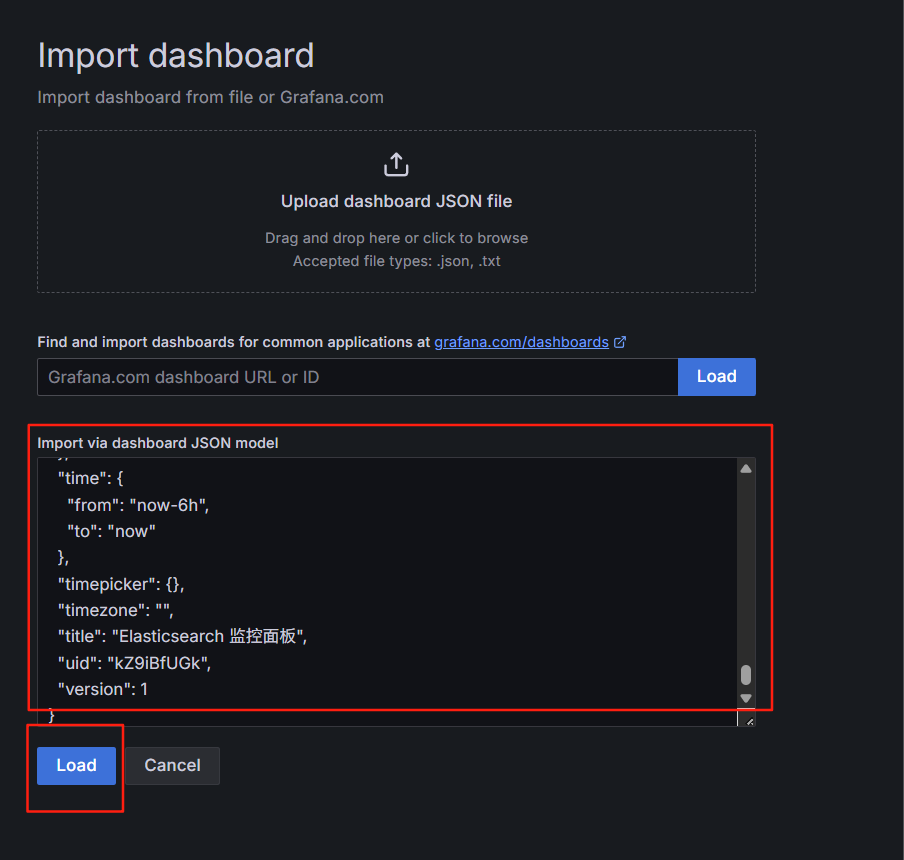 Import dashboard
Import dashboard from file or Grafana.com
Upload dashboard JSON file
Drag and drop here or click to browse
Accepted file types: .json, .txt
Find and import dashboards for common applications at grafana.com/dashboards
Grafana.com dashboard URL or ID
Load
Import via dashboard JSON model
"time": {
"from": "now-6h",
"to": "now"
},
"timepicker": {},
"timezone": "",
"title": "Elasticsearch 监控面板",
"uid": "kZ9iBfUGk",
"version": 1
}
Load
Cancel